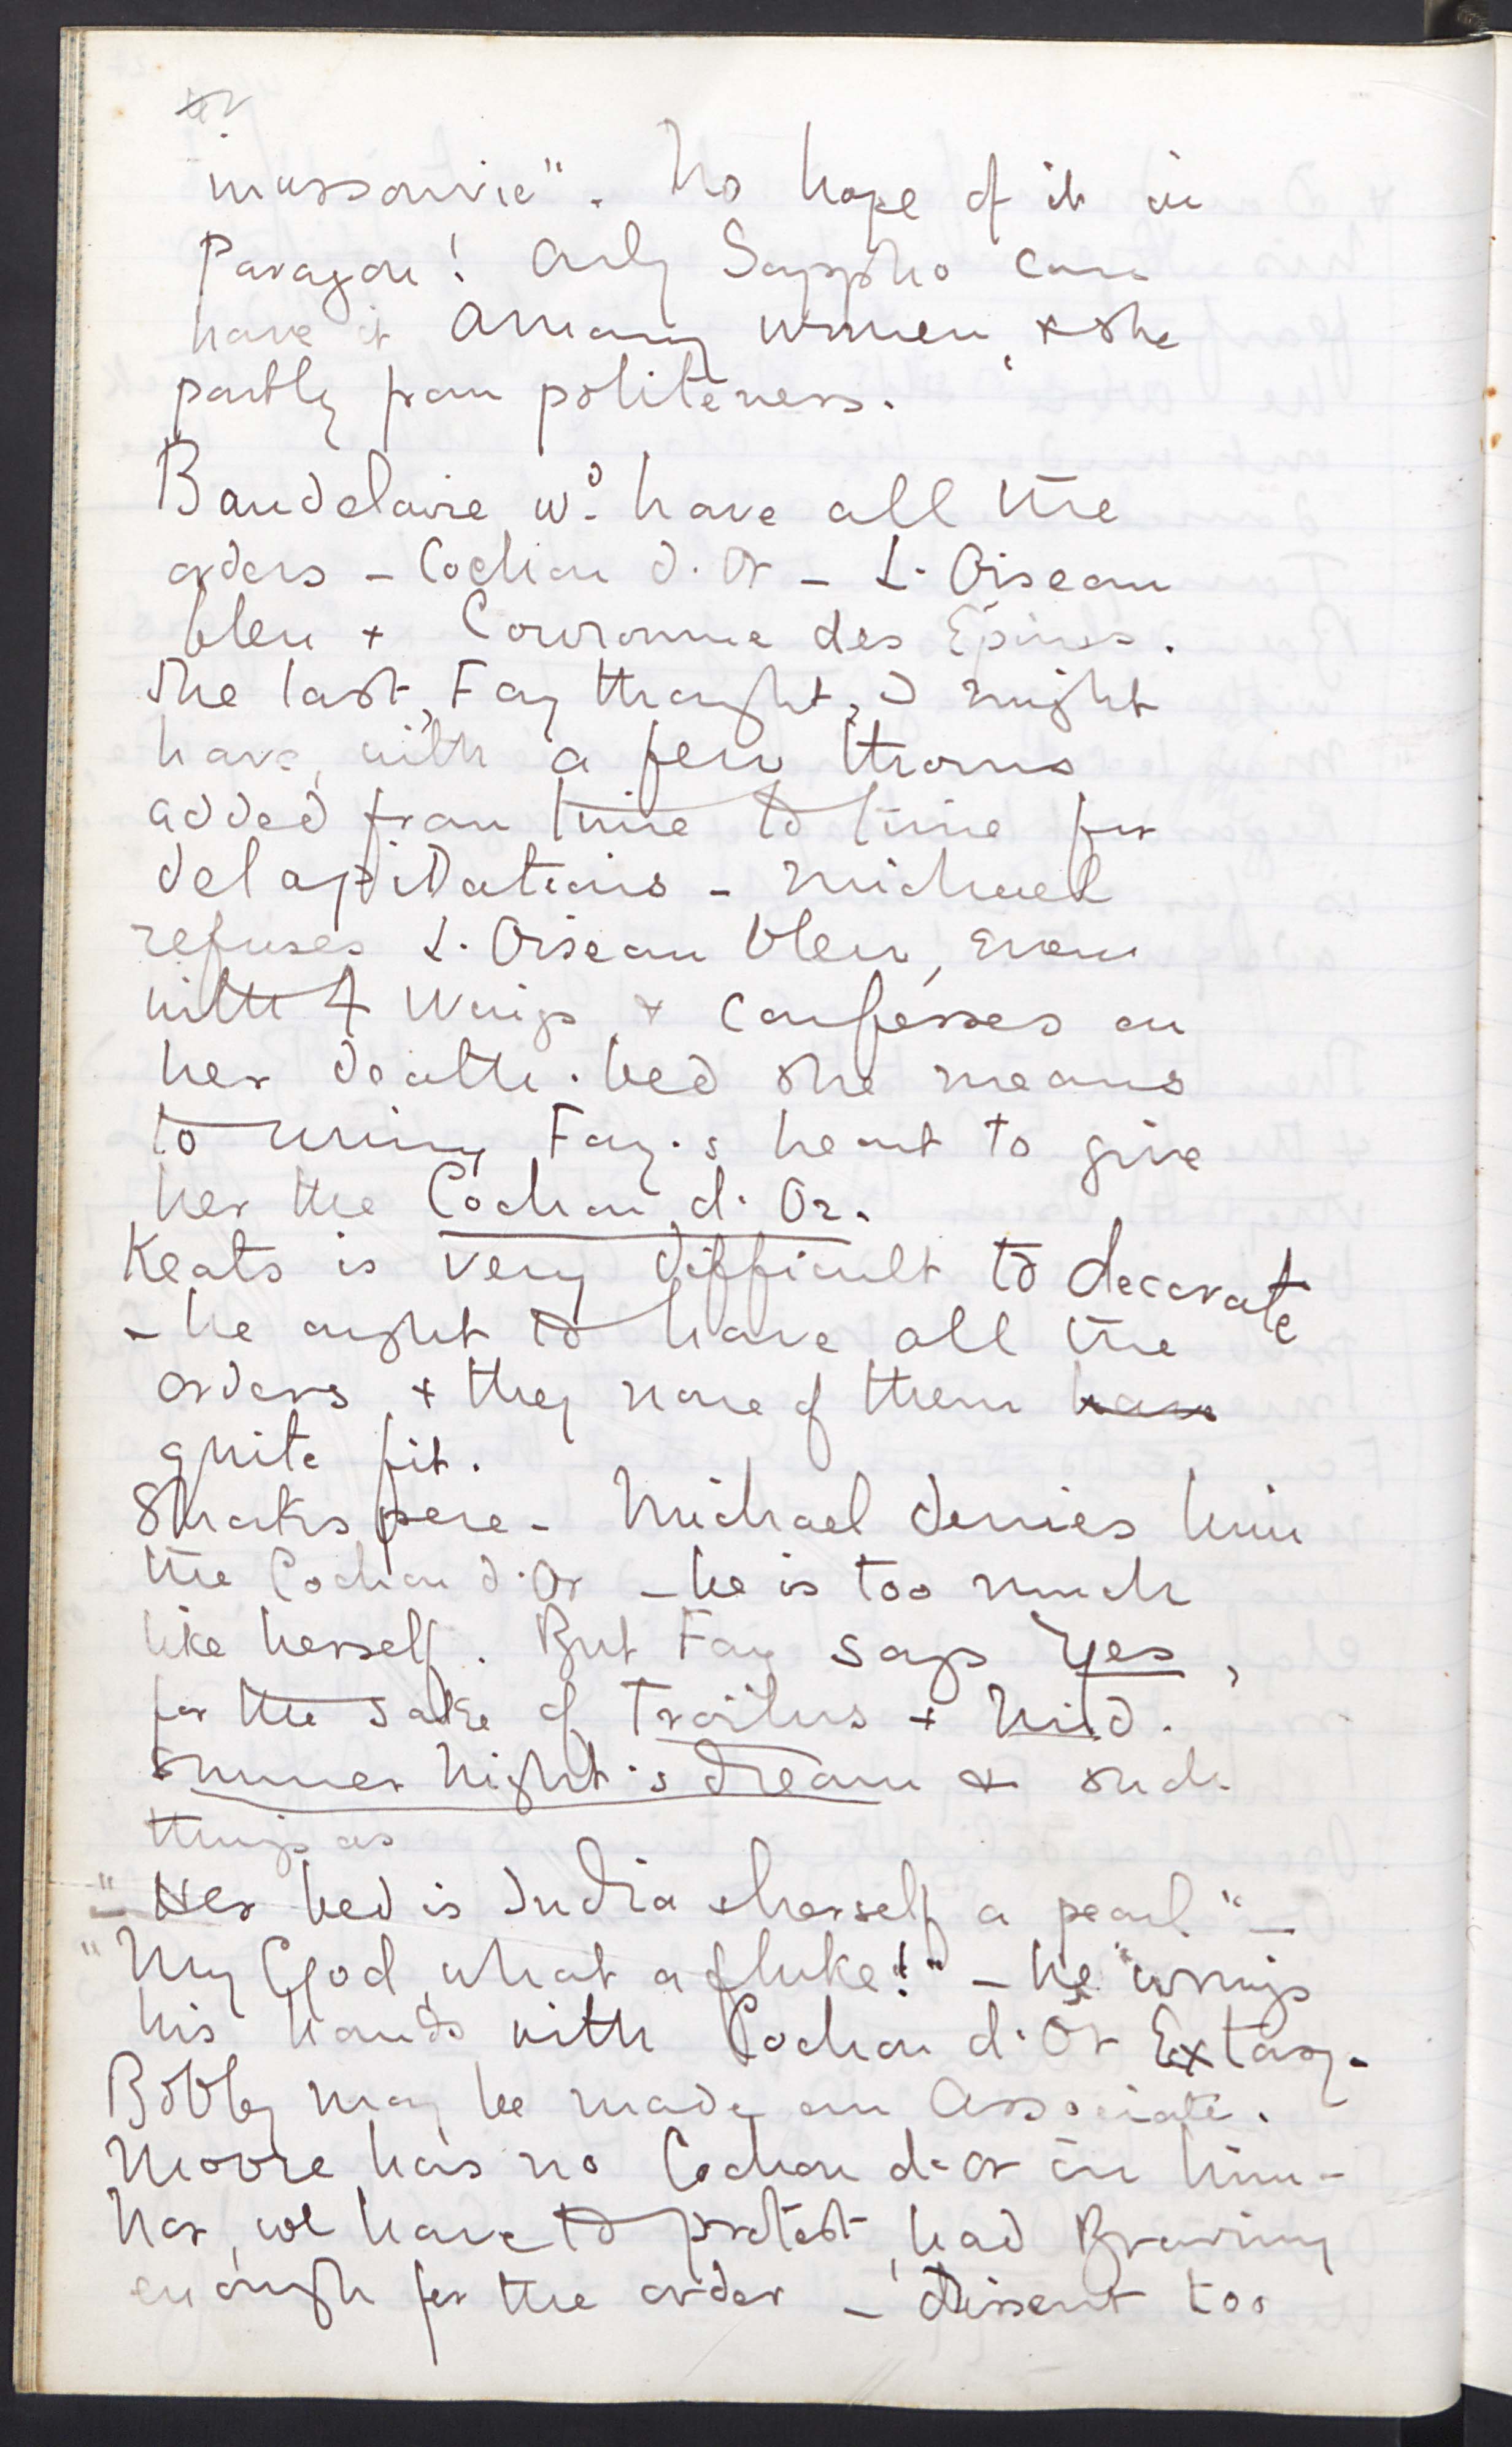 massonrie". No hope of it in
Paragon! Only Sappho can
have it among women, + she
partly from politeness.
Baudelaire wd have all the
orders – Cochon d'Or – L'Oiseau
bleu + Couronne des Épines.
The last, Fay thought, I might
have, with a few thorns
added from time to time for
delapidations – Michael
refuses L'Oiseau bleu, even
with 4 wings + confesses on
her death-bed she means
to wring Fay's heart to give
her the Cochon d'Or.
Keats is very difficult to decorate
– he ought to have all the
orders + they none of them have
quite fit.
Shakspere – Michael denies him
the Cochon d'Or – he is too much
like herself. But Fay says Yes,
for the sake of Troilus + Mid.
summer Night's dream + such
things as
"Her bed is India + herself a pearl" –
"My God, what a fluke!" – he "wrings
his hands with Cochon d'Or Extasy.
Bobby may be made an Associate.
Moore has no Cochon d'or in him –
Nor, we have to protest, had Browning
enough for the order – dissent too